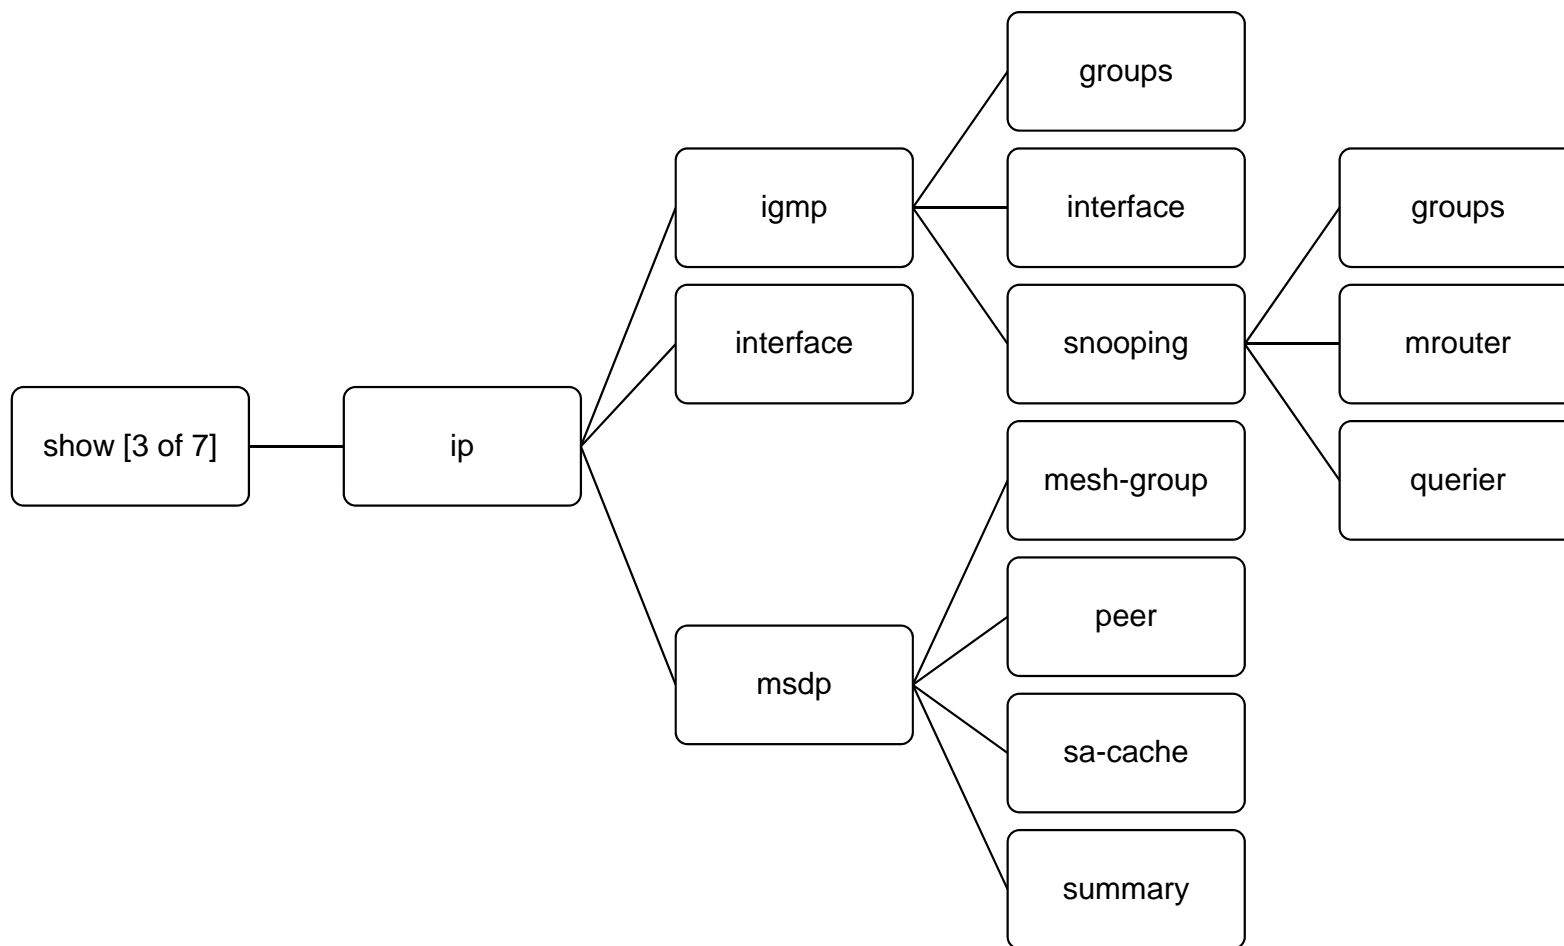 groups
igmp
interface
groups
interface
snooping
mrouter
show [3 of 7]
ip
mesh-group
querier
peer
msdp
sa-cache
summary